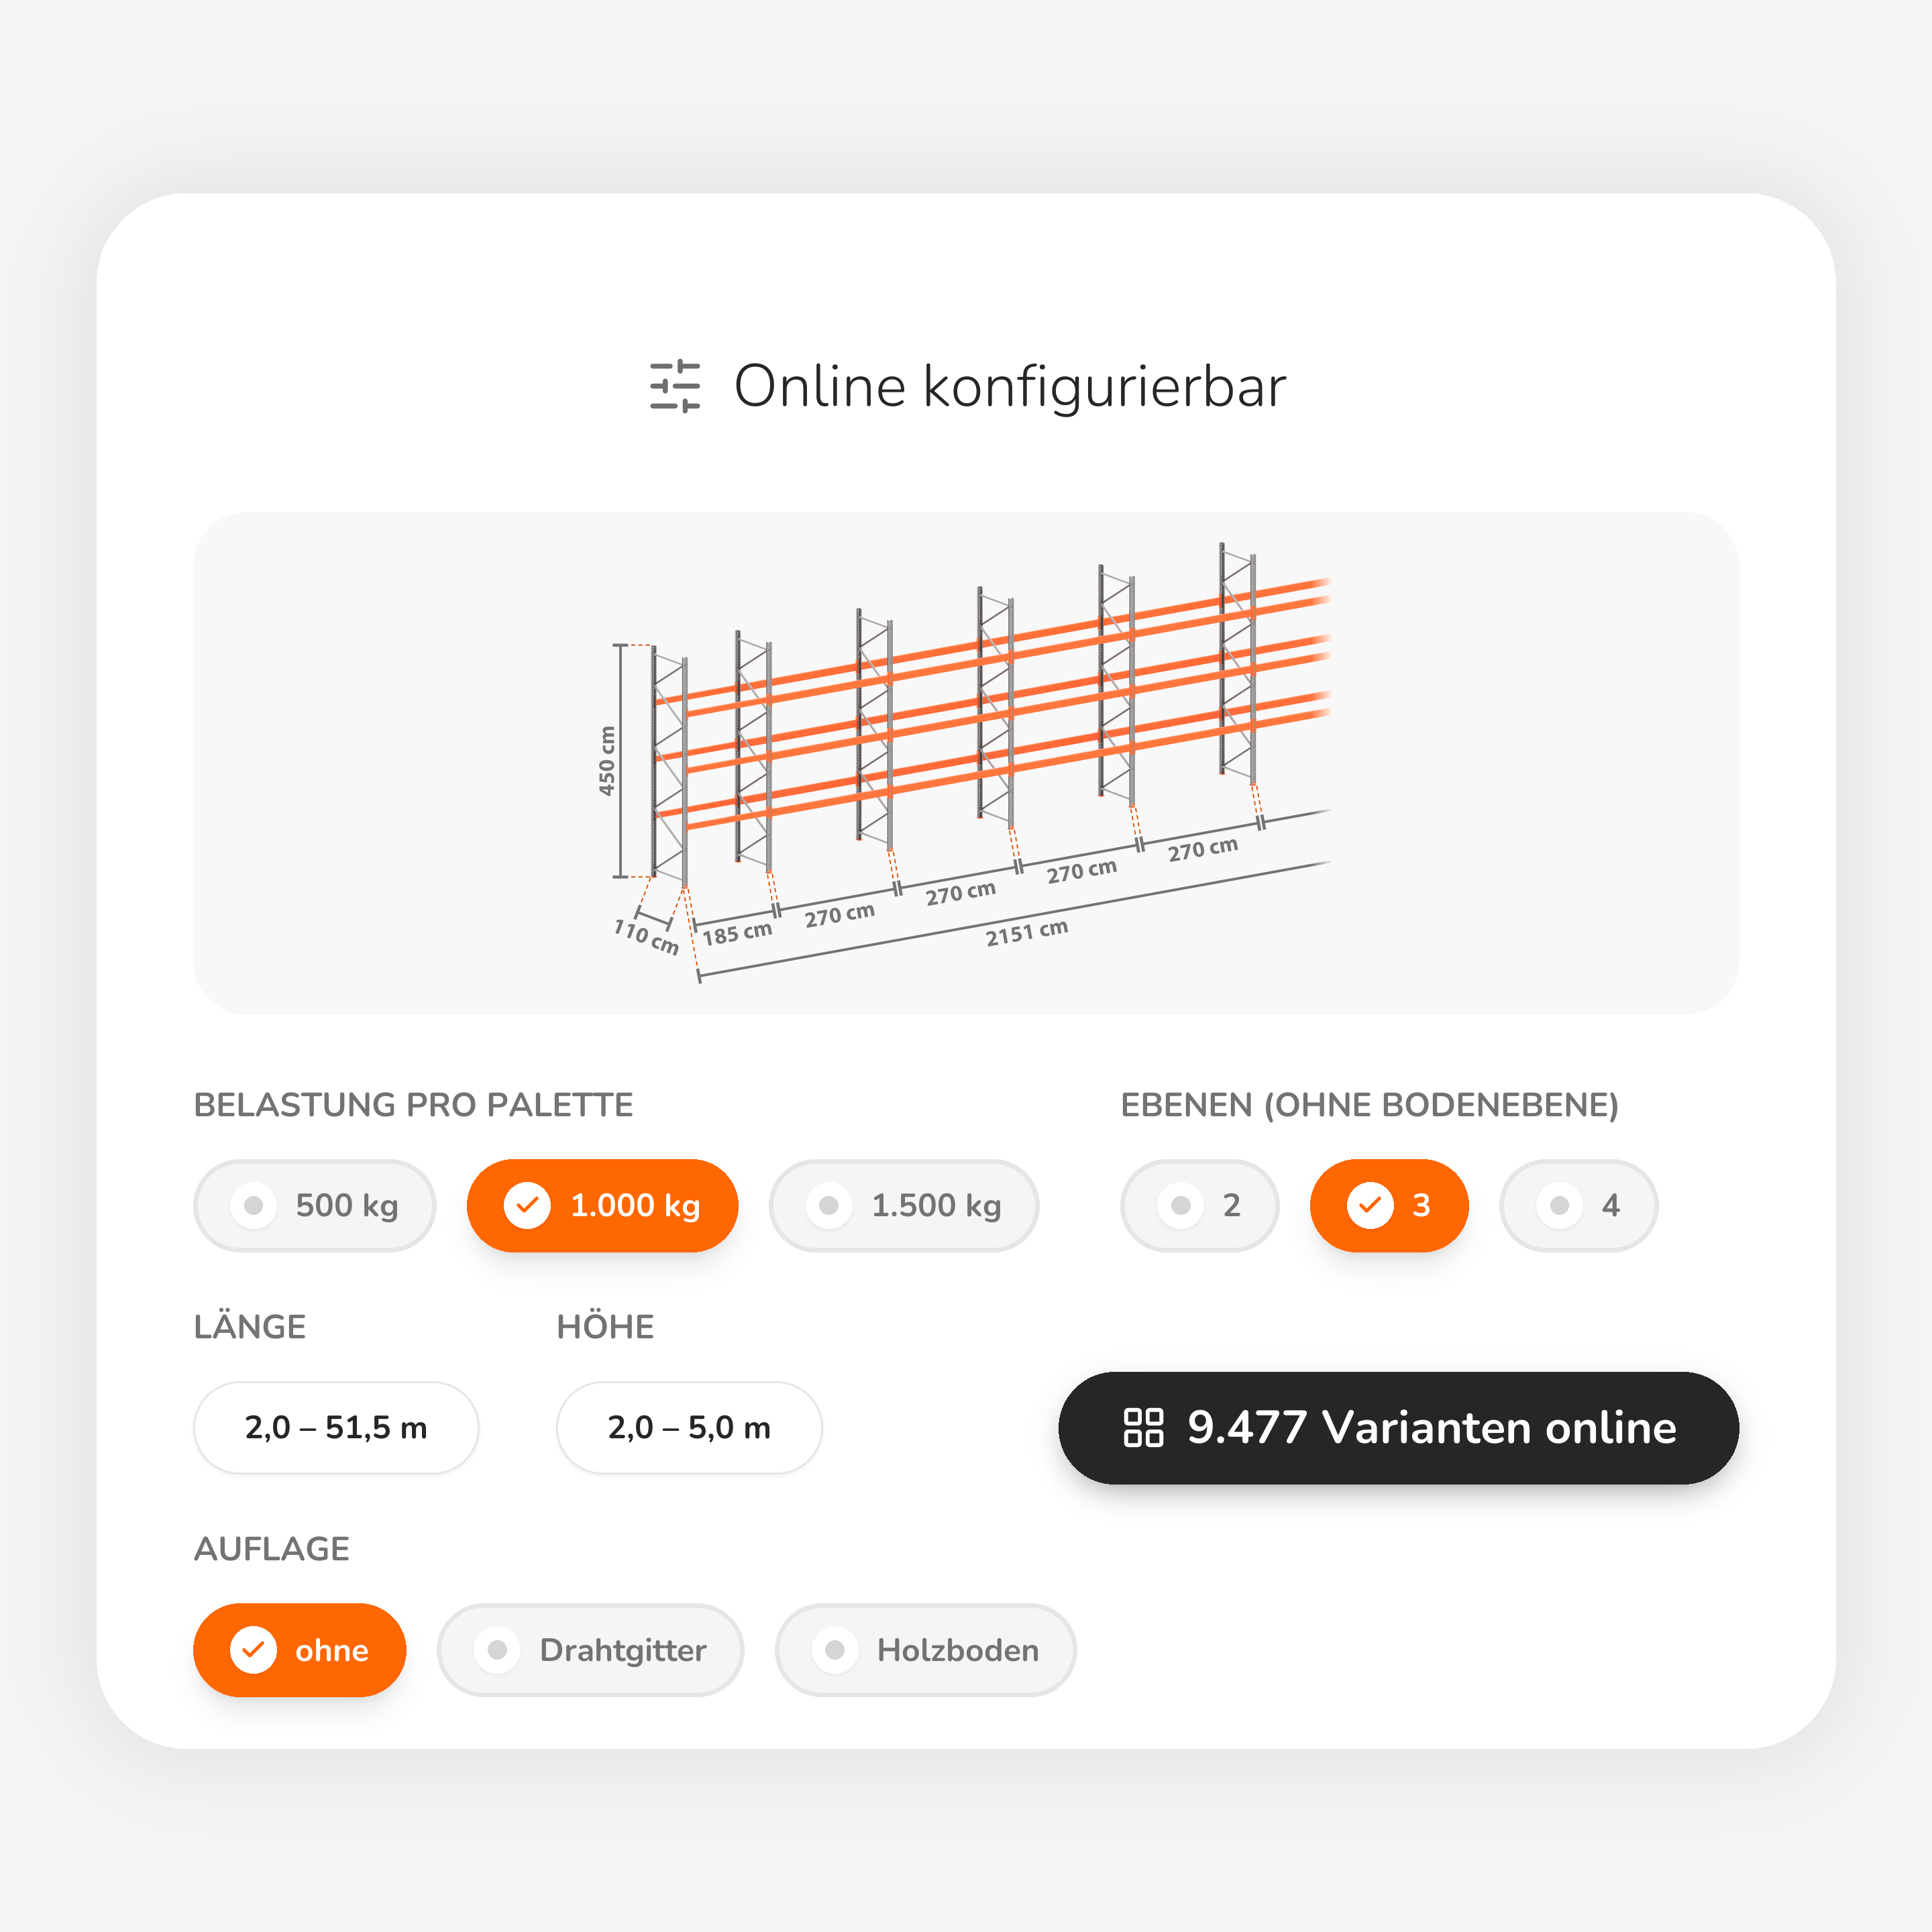 Online konfigurierbar
450 cm
110 cm
185 cm
270 cm
270 cm
270 cm
270 cm
2151 cm
BELASTUNG PRO PALETTE
500 kg
1.000 kg
1.500 kg
EBENEN (OHNE BODENEBENE)
2
3
4
LÄNGE
2,0 – 51,5 m
HÖHE
2,0 – 5,0 m
9.477 Varianten online
AUFLAGE
ohne
Drahtgitter
Holzboden